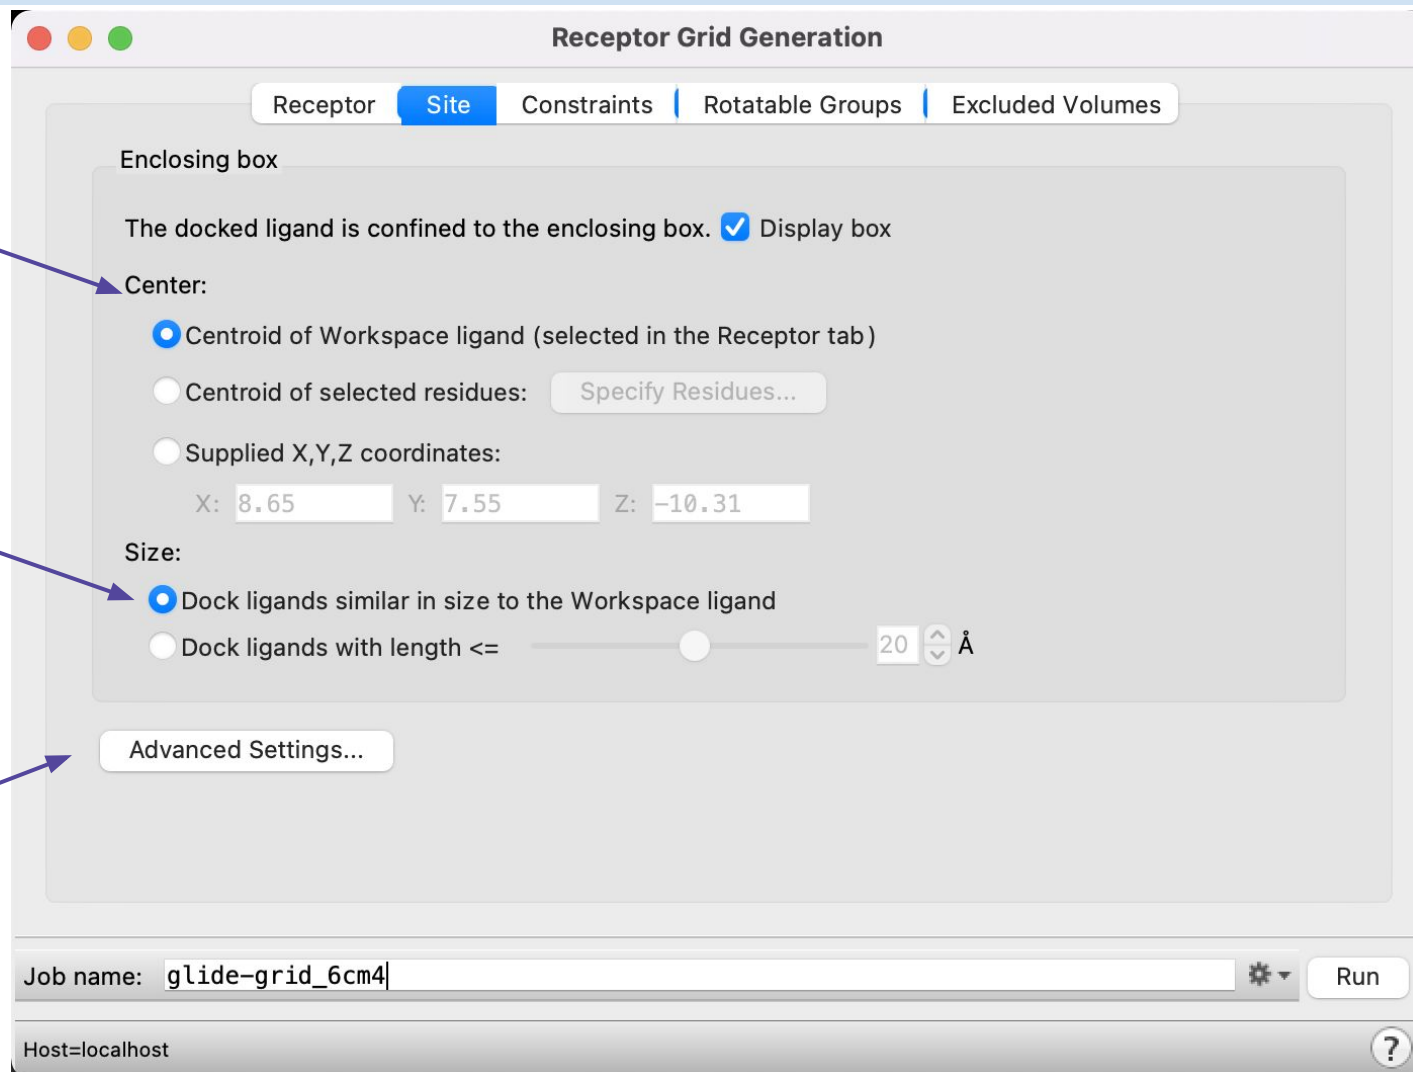 Receptor Grid Generation
Receptor Site Constraints Rotatable Groups Excluded Volumes
Enclosing box
The docked ligand is confined to the enclosing box. Display box
Center:
Centroid of Workspace ligand (selected in the Receptor tab)
Centroid of selected residues: Specify Residues...
Supplied X,Y,Z coordinates:
X: 8.65 Y: 7.55 Z: -10.31
Size:
Dock ligands similar in size to the Workspace ligand
Dock ligands with length <= 20 Å
Advanced Settings...
Job name: glide-grid_6cm4 Run
Host=localhost ?